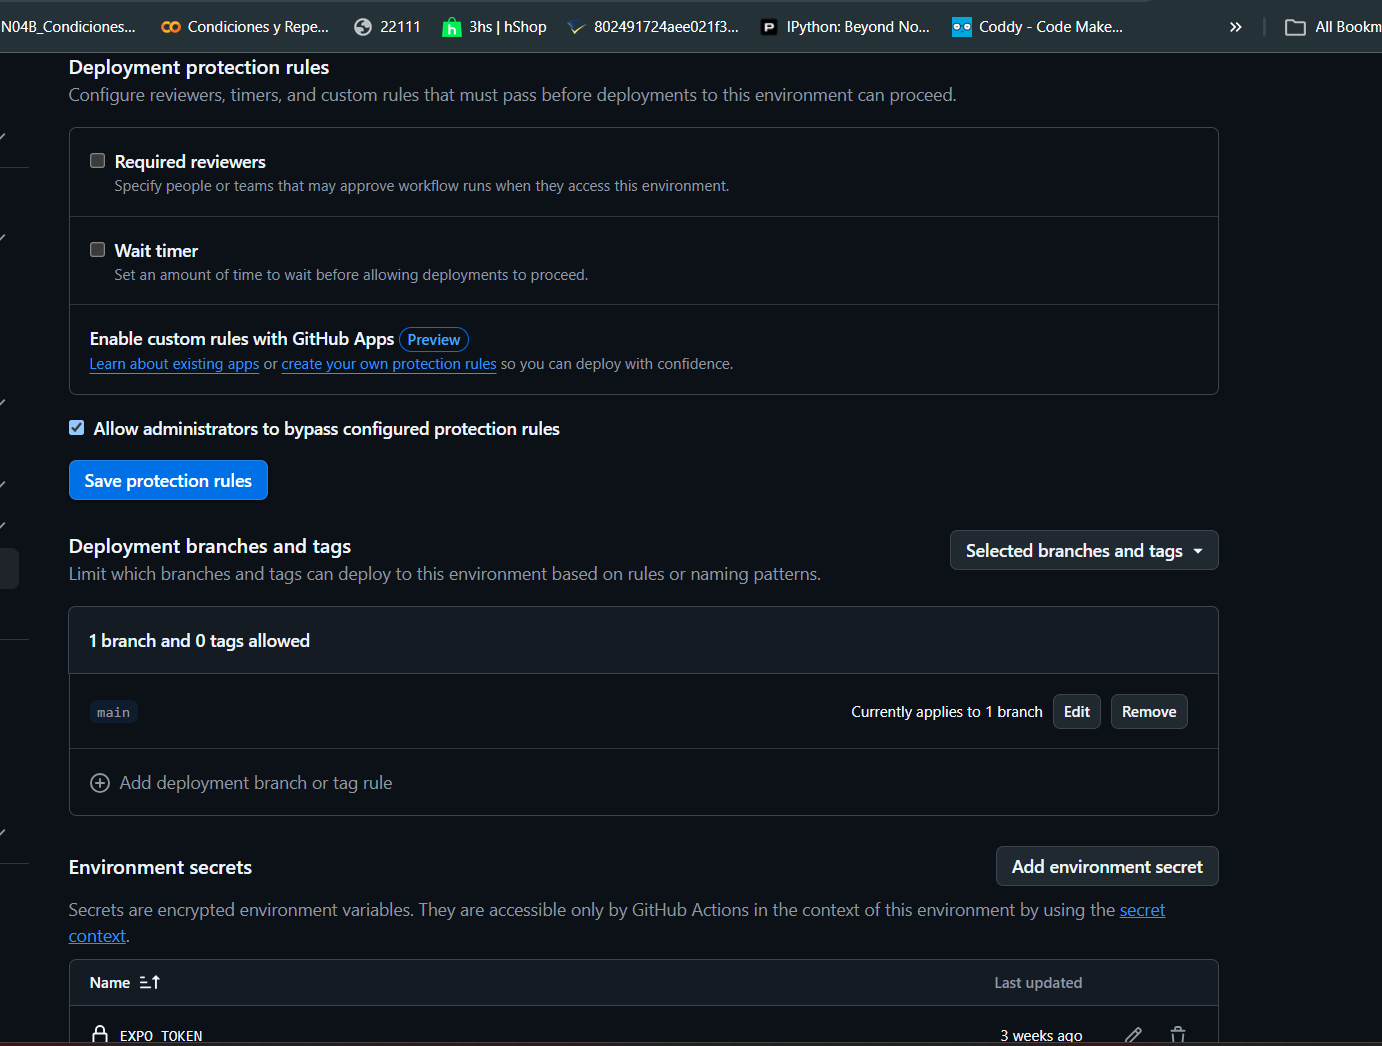 N04B_Condiciones... Condiciones y Repe... 22111 3hs | hShop 802491724aee021f3... IPython: Beyond No... Coddy - Code Make... » All Bookm
Deployment protection rules
Configure reviewers, timers, and custom rules that must pass before deployments to this environment can proceed.
Required reviewers
Specify people or teams that may approve workflow runs when they access this environment.
Wait timer
Set an amount of time to wait before allowing deployments to proceed.
Enable custom rules with GitHub Apps Preview
Learn about existing apps or create your own protection rules so you can deploy with confidence.
Allow administrators to bypass configured protection rules
Save protection rules
Deployment branches and tags
Selected branches and tags
Limit which branches and tags can deploy to this environment based on rules or naming patterns.
1 branch and 0 tags allowed
main Currently applies to 1 branch Edit Remove
Add deployment branch or tag rule
Environment secrets
Add environment secret
Secrets are encrypted environment variables. They are accessible only by GitHub Actions in the context of this environment by using the secret
context.
Name Last updated
EXPO_TOKEN 3 weeks ago